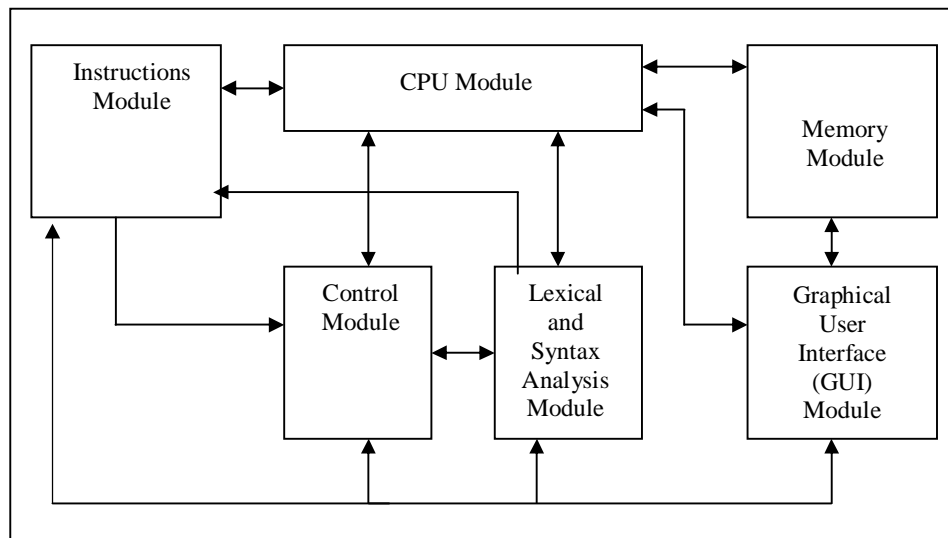 Instructions
Module
CPU Module
Memory
Module
Control
Module
Lexical
and
Syntax
Analysis
Module
Graphical
User
Interface
(GUI)
Module